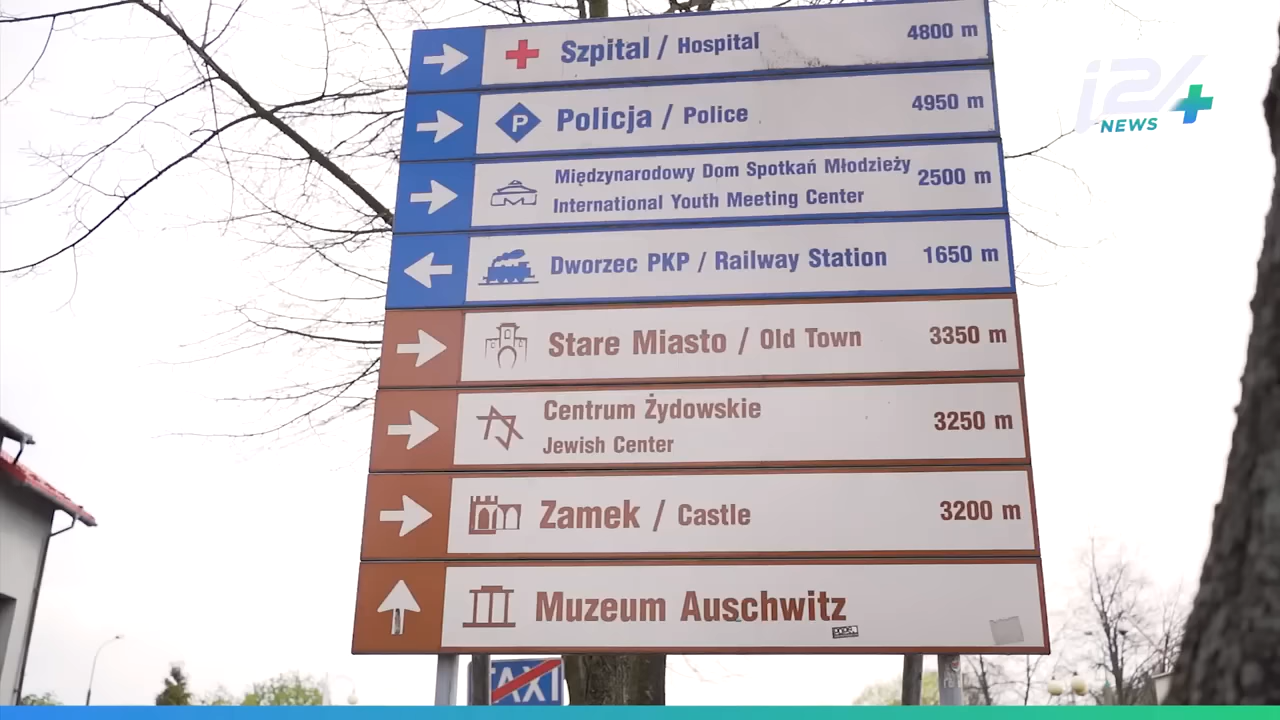 Szpital / Hospital 4800 m
P Policja / Police 4950 m
Międzynarodowy Dom Spotkań Młodzieży 2500 m
International Youth Meeting Center
Dworzec PKP / Railway Station 1650 m
Stare Miasto / Old Town 3350 m
Centrum Żydowskie 3250 m
Jewish Center
Zamek / Castle 3200 m
Muzeum Auschwitz
TAXI
i24
NEWS